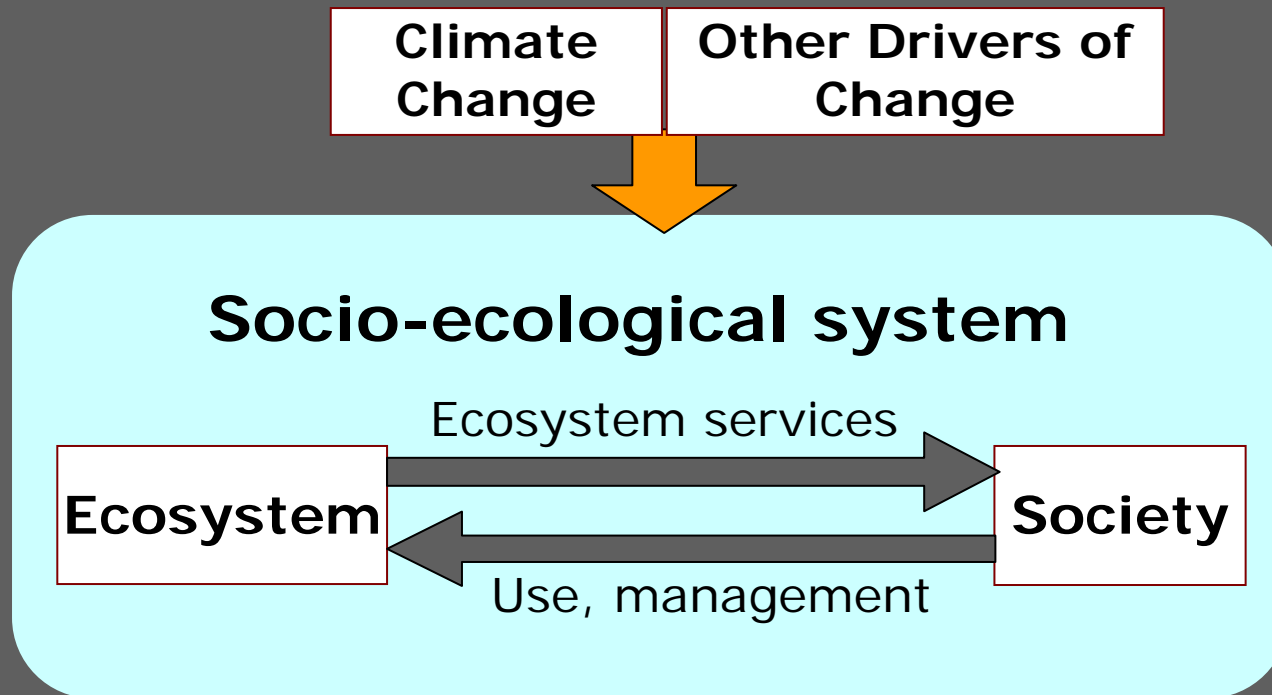 Climate
Change
Other Drivers of
Change
Socio-ecological system
Ecosystem services
Ecosystem
Society
Use, management